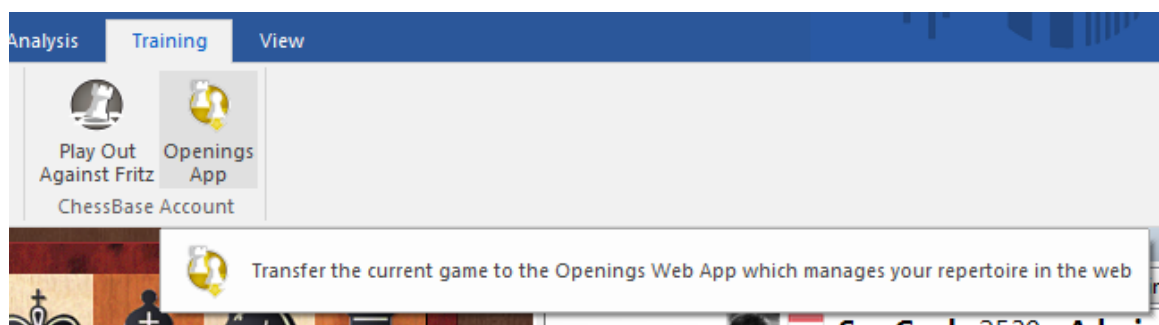 Analysis Training View
Play Out Openings
Against Fritz App
ChessBase Account
Transfer the current game to the Openings Web App which manages your repertoire in the web